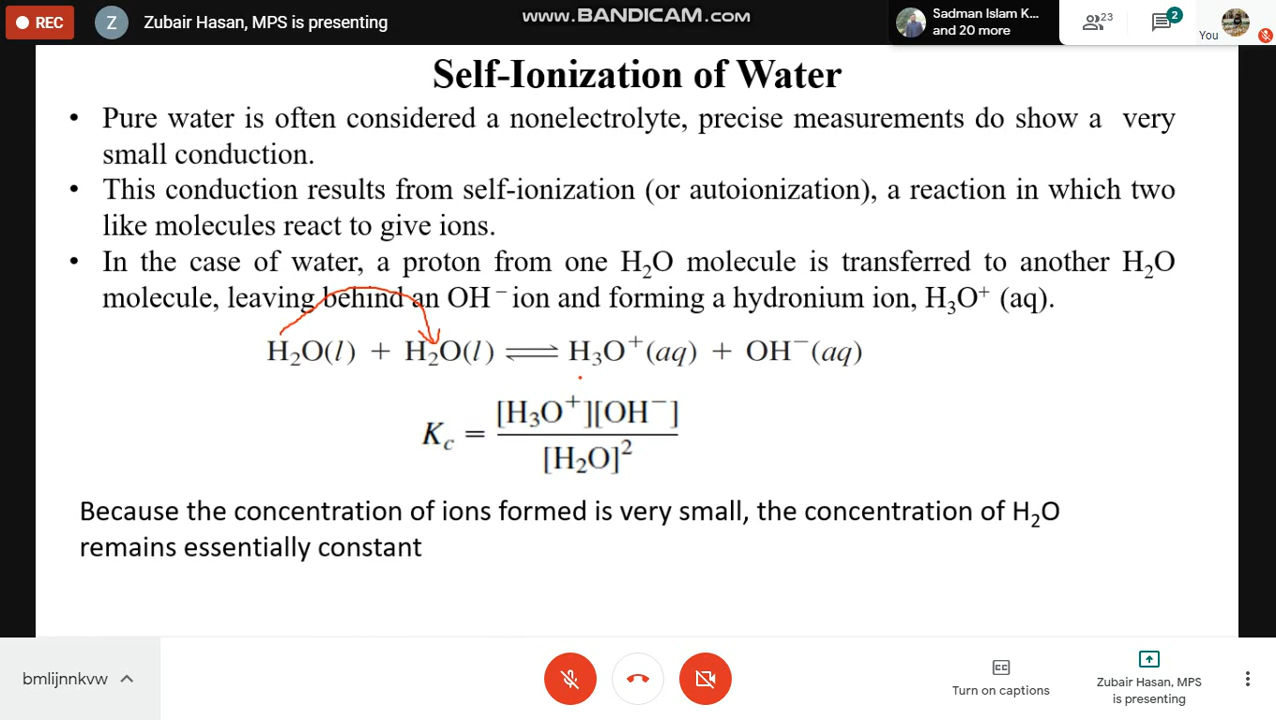 REC
Z
Zubair Hasan, MPS is presenting
www.BANDICAM.com
Sadman Islam K...
and 20 more
23
2
You
Self-Ionization of Water
• Pure water is often considered a nonelectrolyte, precise measurements do show a very
small conduction.
• This conduction results from self-ionization (or autoionization), a reaction in which two
like molecules react to give ions.
• In the case of water, a proton from one H₂O molecule is transferred to another H₂O
molecule, leaving behind an OH⁻ ion and forming a hydronium ion, H₃O⁺ (aq).
H₂O(l) + H₂O(l) ⇌ H₃O⁺(aq) + OH⁻(aq)
K_c = [H₃O⁺][OH⁻] / [H₂O]²
Because the concentration of ions formed is very small, the concentration of H₂O
remains essentially constant
bmlijnnkvw
CC
Turn on captions
Zubair Hasan, MPS
is presenting